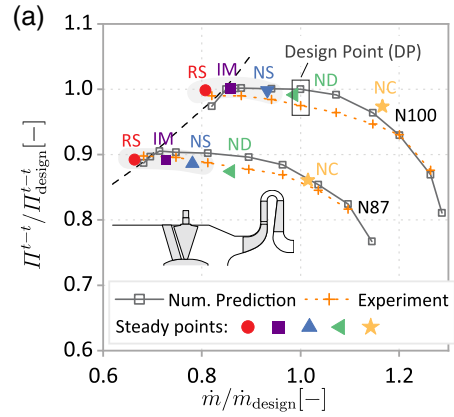 (a)
RS IM NS Design Point (DP)
ND
NC
N100
RS IM NS ND NC
N87
1.1
1.0
0.9
0.8
0.7
0.6
Π^{t−t}/Π^{t−t}_{design}[−]
Num. Prediction Experiment
Steady points:
0.6 0.8 1.0 1.2
ṁ/ṁ_{design}[−]